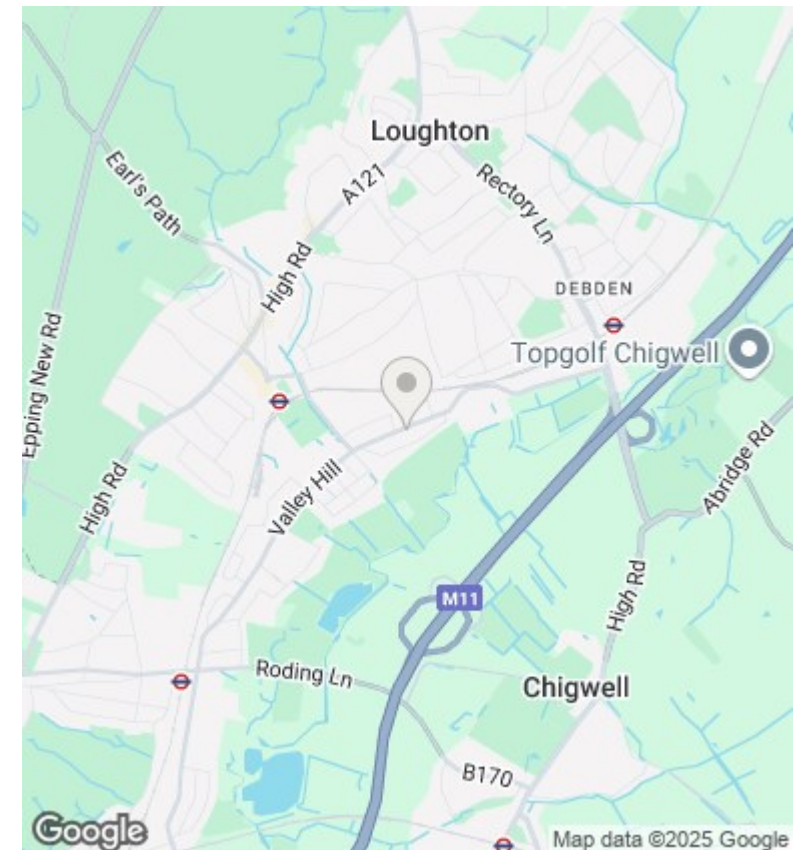 Loughton
Earl's Path
A121
Rectory Ln
High Rd
DEBDEN
Epping New Rd
Topgolf Chigwell
Abridge Rd
High Rd
Valley Hill
M11
High Rd
Roding Ln
Chigwell
B170
Google
Map data ©2025 Google